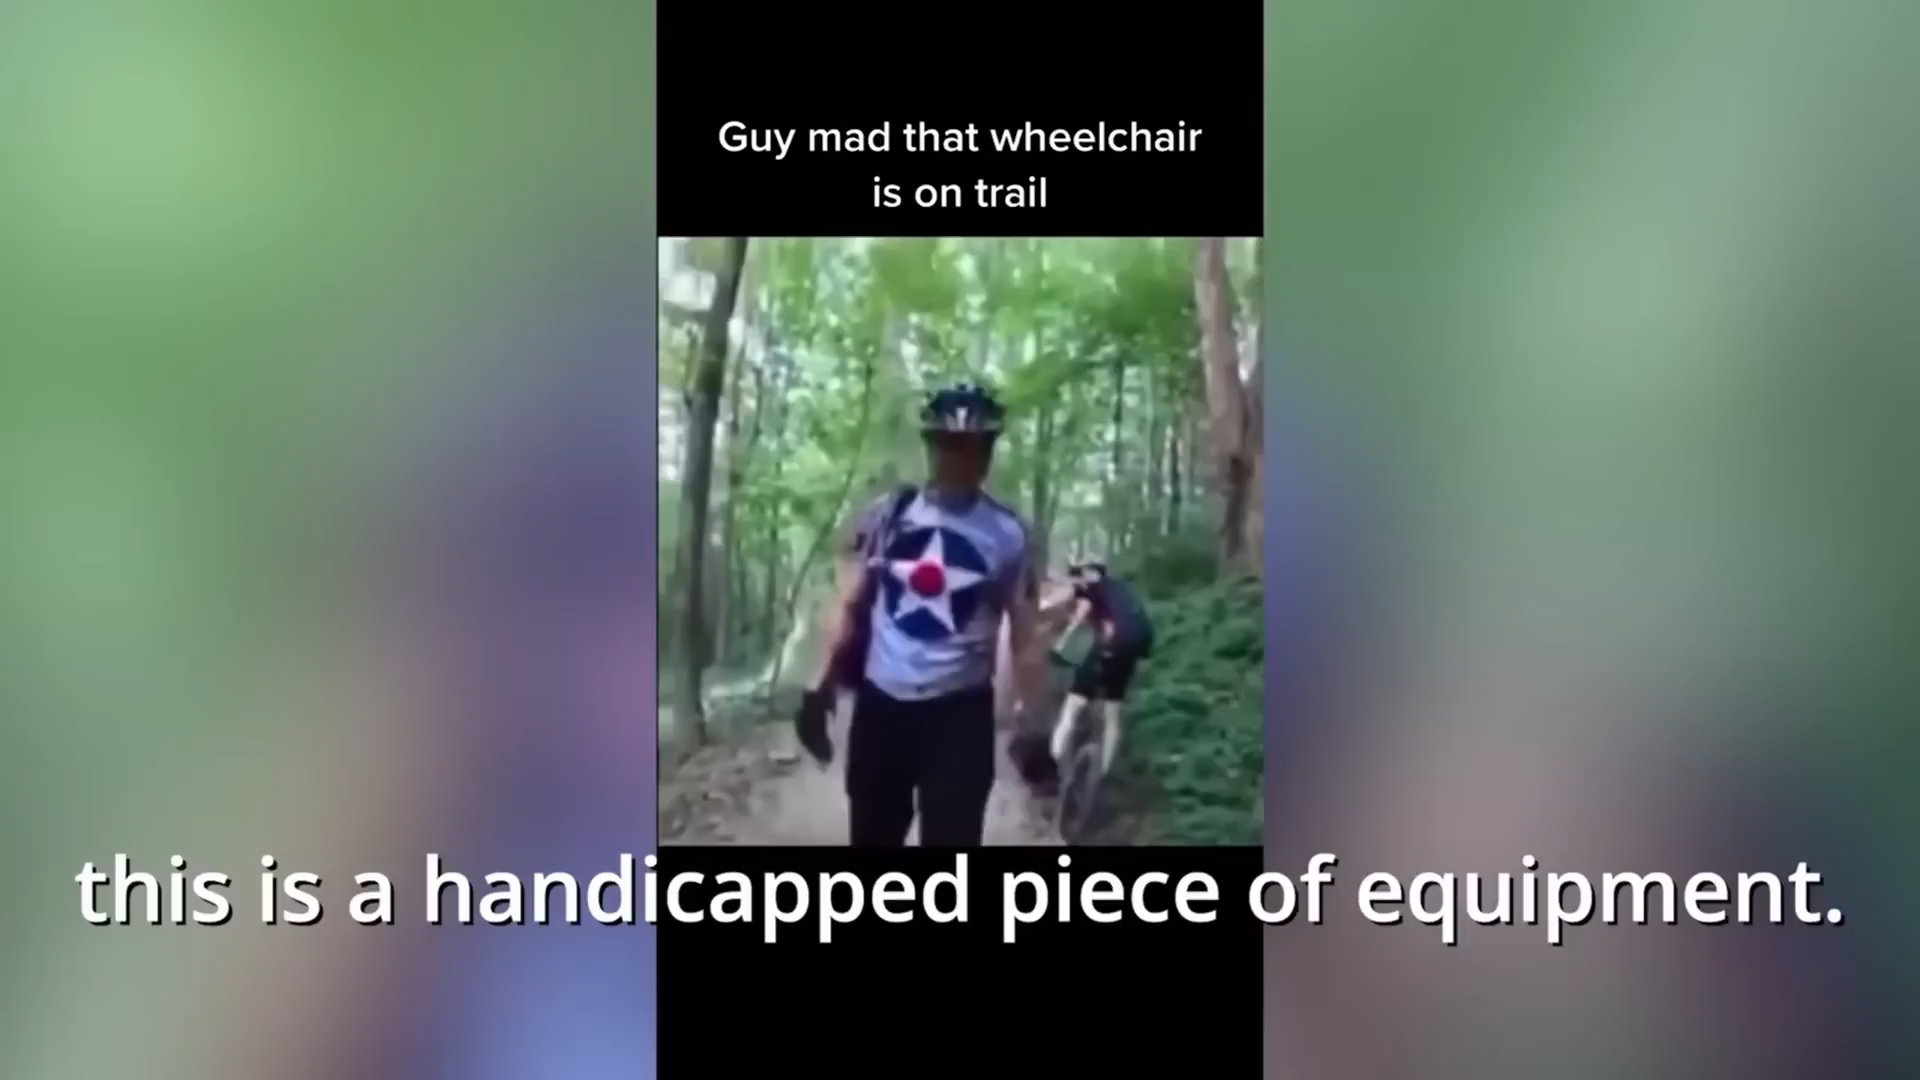 Guy mad that wheelchair
is on trail
this is a handicapped piece of equipment.